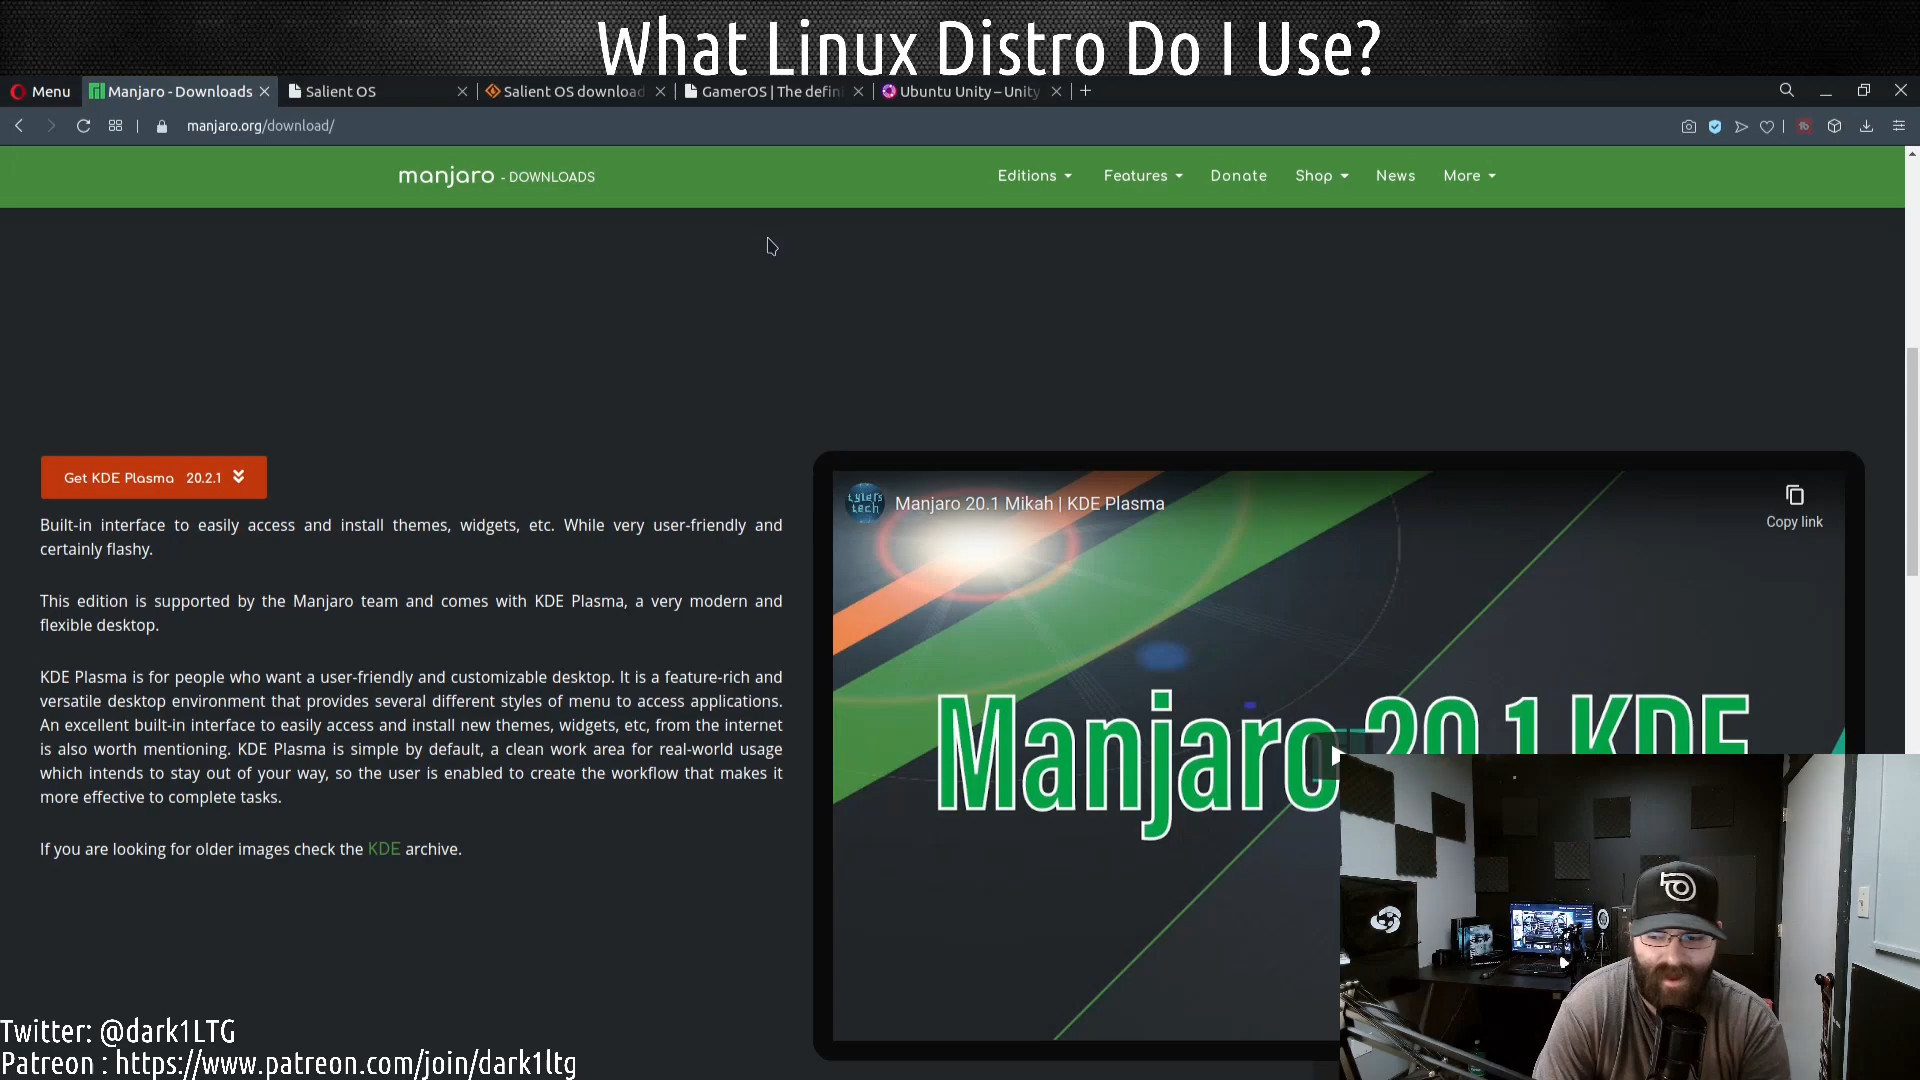 What Linux Distro Do I Use?
Menu
Manjaro - Downloads
Salient OS
Salient OS download
GamerOS | The defin
Ubuntu Unity – Unity
manjaro.org/download/
manjaro - DOWNLOADS
Editions
Features
Donate
Shop
News
More
Get KDE Plasma 20.2.1
Built-in interface to easily access and install themes, widgets, etc. While very user-friendly and
certainly flashy.
This edition is supported by the Manjaro team and comes with KDE Plasma, a very modern and
flexible desktop.
KDE Plasma is for people who want a user-friendly and customizable desktop. It is a feature-rich and
versatile desktop environment that provides several different styles of menu to access applications.
An excellent built-in interface to easily access and install new themes, widgets, etc, from the internet
is also worth mentioning. KDE Plasma is simple by default, a clean work area for real-world usage
which intends to stay out of your way, so the user is enabled to create the workflow that makes it
more effective to complete tasks.
If you are looking for older images check the KDE archive.
tylers
tech
Manjaro 20.1 Mikah | KDE Plasma
Copy link
Manjaro 20.1 KDE
Twitter: @dark1LTG
Patreon : https://www.patreon.com/join/dark1ltg